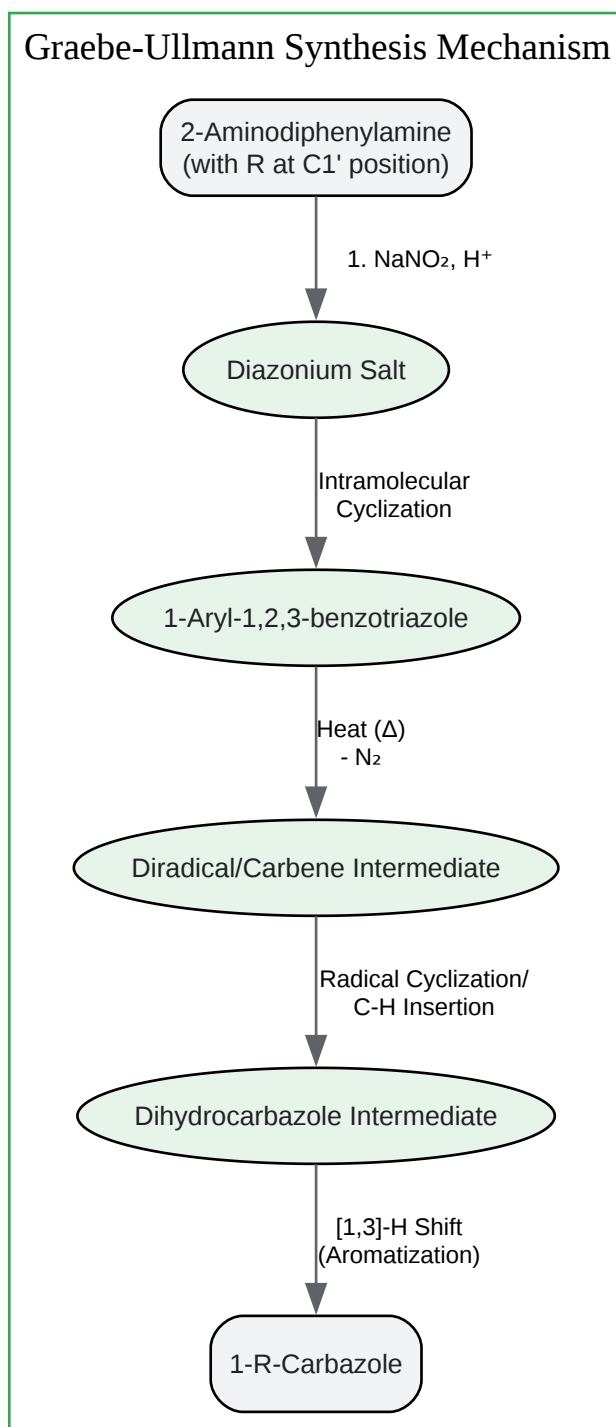 Graebe-Ullmann Synthesis Mechanism
2-Aminodiphenylamine
(with R at C1' position)
1. NaNO₂, H⁺
Diazonium Salt
Intramolecular
Cyclization
1-Aryl-1,2,3-benzotriazole
Heat (Δ)
- N₂
Diradical/Carbene Intermediate
Radical Cyclization/
C-H Insertion
Dihydrocarbazole Intermediate
[1,3]-H Shift
(Aromatization)
1-R-Carbazole